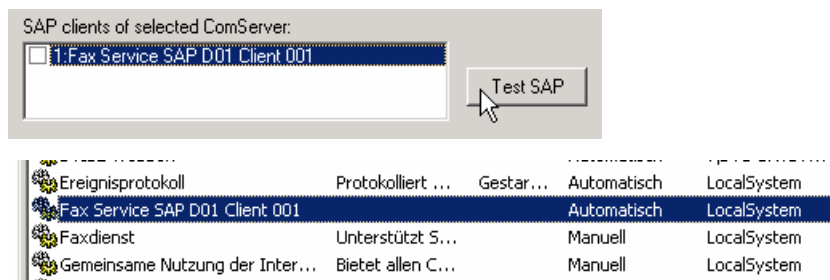 SAP clients of selected ComServer:
1:Fax Service SAP D01 Client 001
Test SAP
Ereignisprotokoll Protokolliert ... Gestar... Automatisch LocalSystem
Fax Service SAP D01 Client 001 Automatisch LocalSystem
Faxdienst Unterstützt S... Manuell LocalSystem
Gemeinsame Nutzung der Inter... Bietet allen C... Manuell LocalSystem